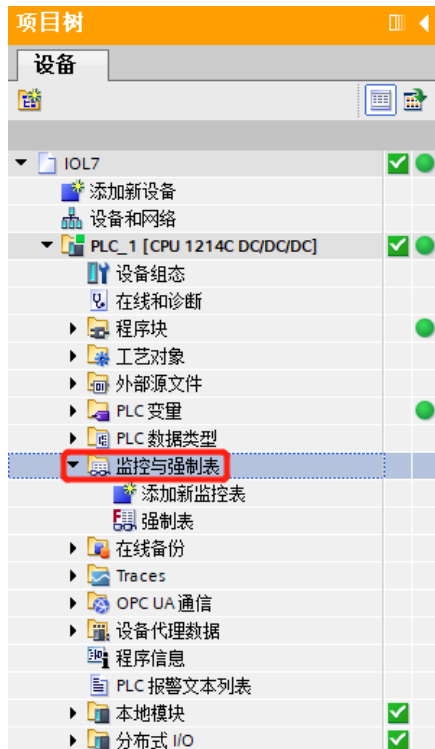 项目树
设备
IOL7
添加新设备
设备和网络
PLC_1 [CPU 1214C DC/DC/DC]
设备组态
在线和诊断
程序块
工艺对象
外部源文件
PLC 变量
PLC 数据类型
监控与强制表
添加新监控表
强制表
在线备份
Traces
OPC UA 通信
设备代理数据
程序信息
PLC 报警文本列表
本地模块
分布式 I/O